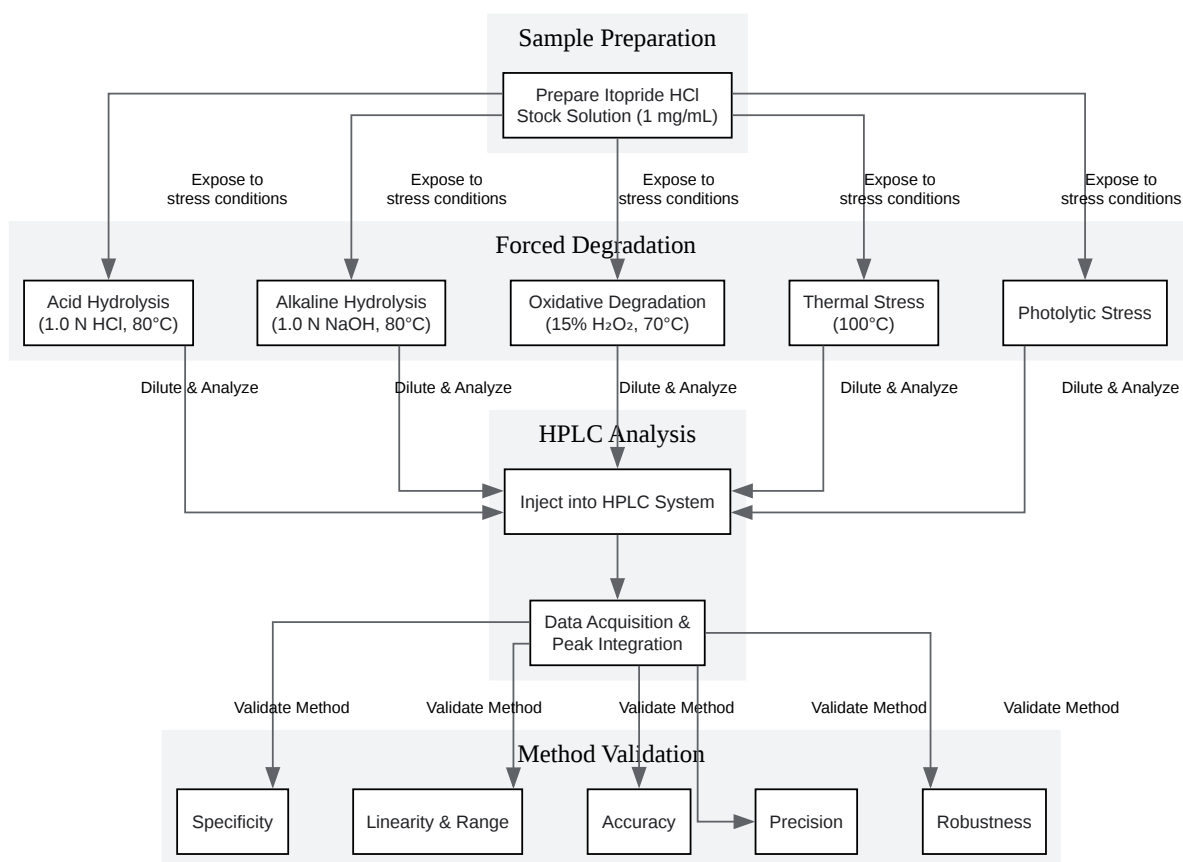 Sample Preparation
Prepare Itopride HCl
Stock Solution (1 mg/mL)
Expose to
stress conditions
Expose to
stress conditions
Expose to
stress conditions
Expose to
stress conditions
Expose to
stress conditions
Forced Degradation
Acid Hydrolysis
(1.0 N HCl, 80°C)
Alkaline Hydrolysis
(1.0 N NaOH, 80°C)
Oxidative Degradation
(15% H₂O₂, 70°C)
Thermal Stress
(100°C)
Photolytic Stress
Dilute & Analyze
Dilute & Analyze
Dilute & Analyze
Dilute & Analyze
Dilute & Analyze
HPLC Analysis
Inject into HPLC System
Data Acquisition &
Peak Integration
Validate Method
Validate Method
Validate Method
Validate Method
Validate Method
Method Validation
Specificity
Linearity & Range
Accuracy
Precision
Robustness